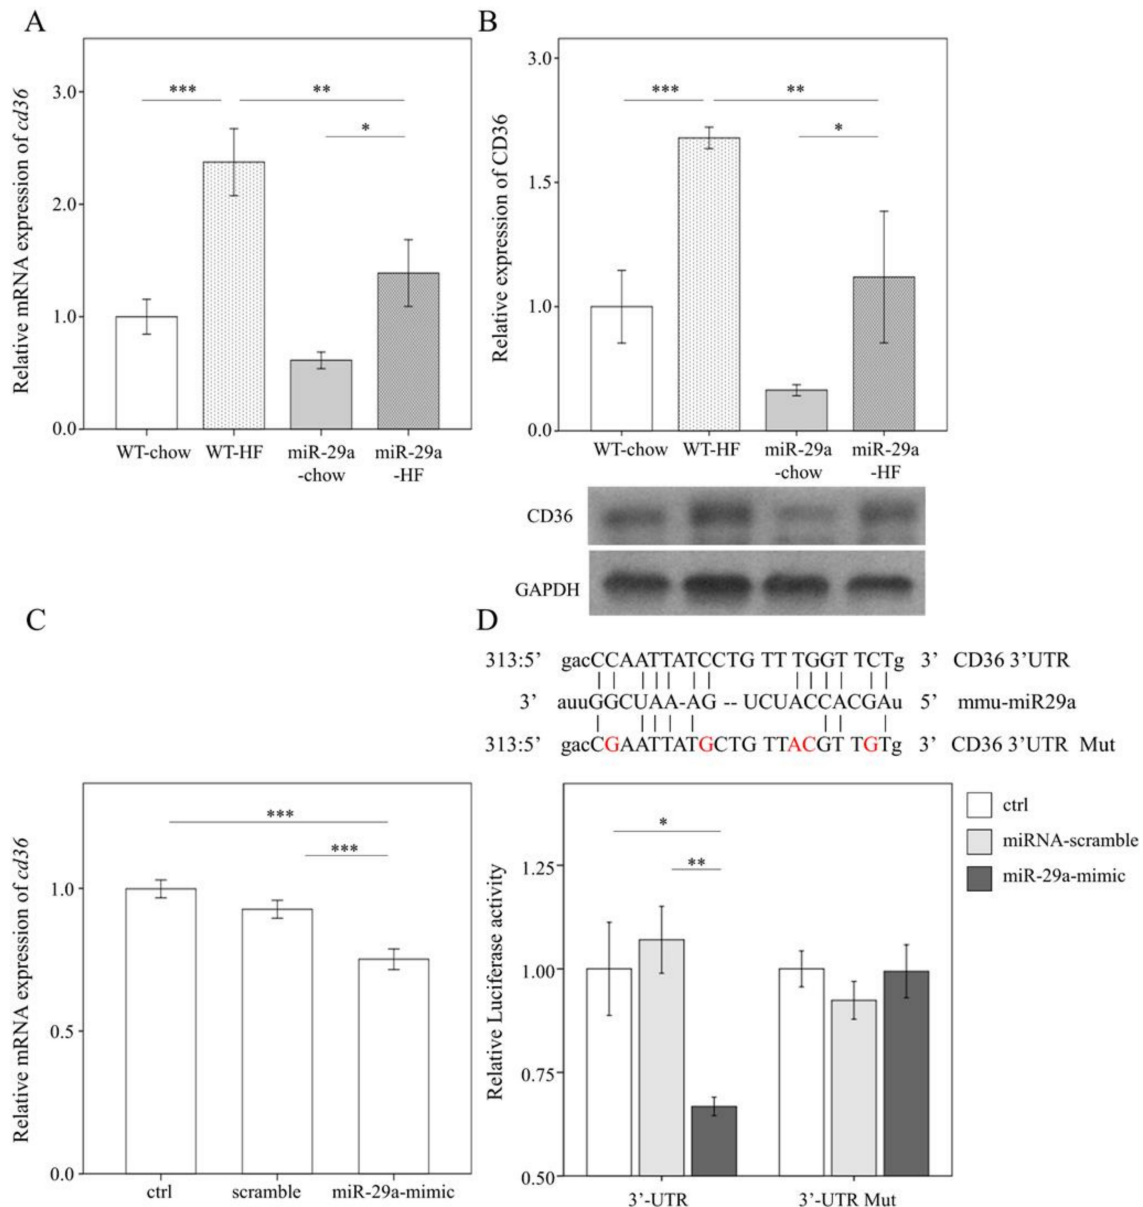 A
Relative mRNA expression of cd36
3.0
2.0
1.0
0.0
***
**
*
WT-chow WT-HF miR-29a miR-29a
-chow -HF
B
Relative expression of CD36
3.0
1.5
1.0
0.0
***
**
*
WT-chow WT-HF miR-29a miR-29a
-chow -HF
CD36
GAPDH
C
Relative mRNA expression of cd36
1.0
0.5
0.0
***
***
ctrl scramble miR-29a-mimic
D
313:5’ gacCCAATTATCCTGT TT TGGT TCTg 3’ CD36 3’UTR
3’ auuGGCUAA-AG -- UCUACCACGAu 5’ mmu-miR29a
313:5’ gacCGAATTATGCTGT TACGT TGTg 3’ CD36 3’UTR Mut
Relative Luciferase activity
1.25
1.00
0.75
0.50
*
**
3’-UTR 3’-UTR Mut
ctrl
miRNA-scramble
miR-29a-mimic